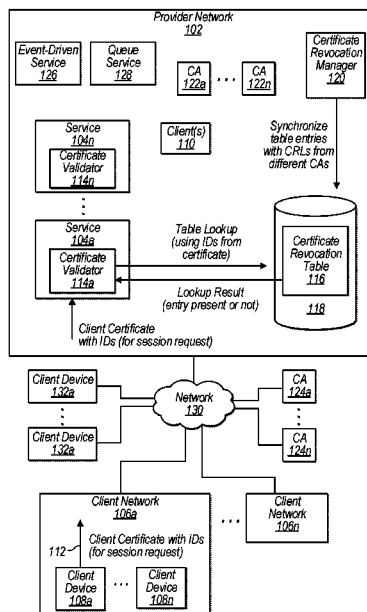 Provider Network
102
Event-Driven
Service
126
Queue
Service
128
CA
122a
. . .
CA
122n
Certificate
Revocation
Manager
120
Service
104n
Certificate
Validator
114n
Client(s)
110
Synchronize
table entries
with CRLs from
different CAs
Service
104a
Certificate
Validator
114a
Table Lookup
(using IDs from
certificate)
Lookup Result
(entry present or not)
Certificate
Revocation
Table
116
118
Client Certificate
with IDs (for session request)
Client Device
132a
Client Device
132a
Network
130
CA
124a
CA
124n
Client Network
106a
112
Client Certificate with IDs
(for session request)
Client
Device
108a
. . .
Client
Device
108n
. . .
Client
Network
106n